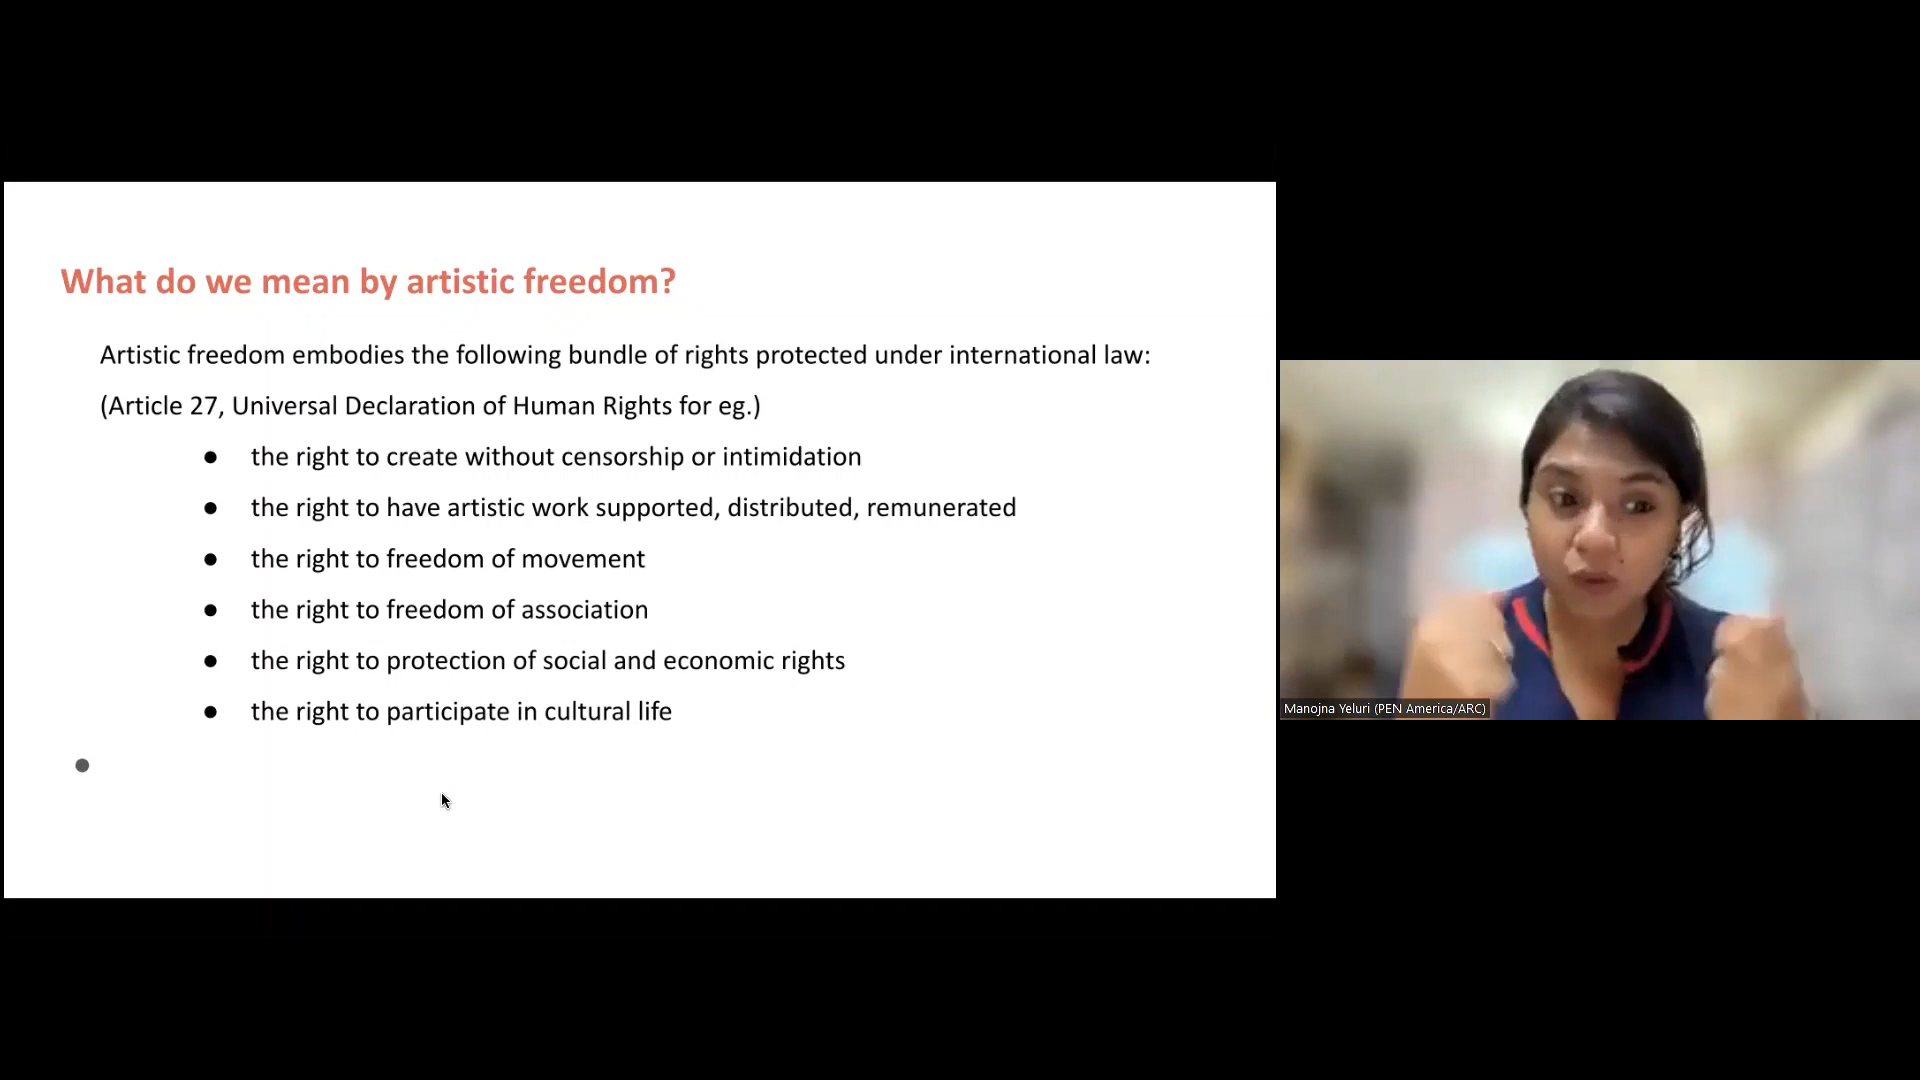 What do we mean by artistic freedom?
Artistic freedom embodies the following bundle of rights protected under international law:
(Article 27, Universal Declaration of Human Rights for eg.)
● the right to create without censorship or intimidation
● the right to have artistic work supported, distributed, remunerated
● the right to freedom of movement
● the right to freedom of association
● the right to protection of social and economic rights
● the right to participate in cultural life
●
Manojna Yeluri (PEN America/ARC)